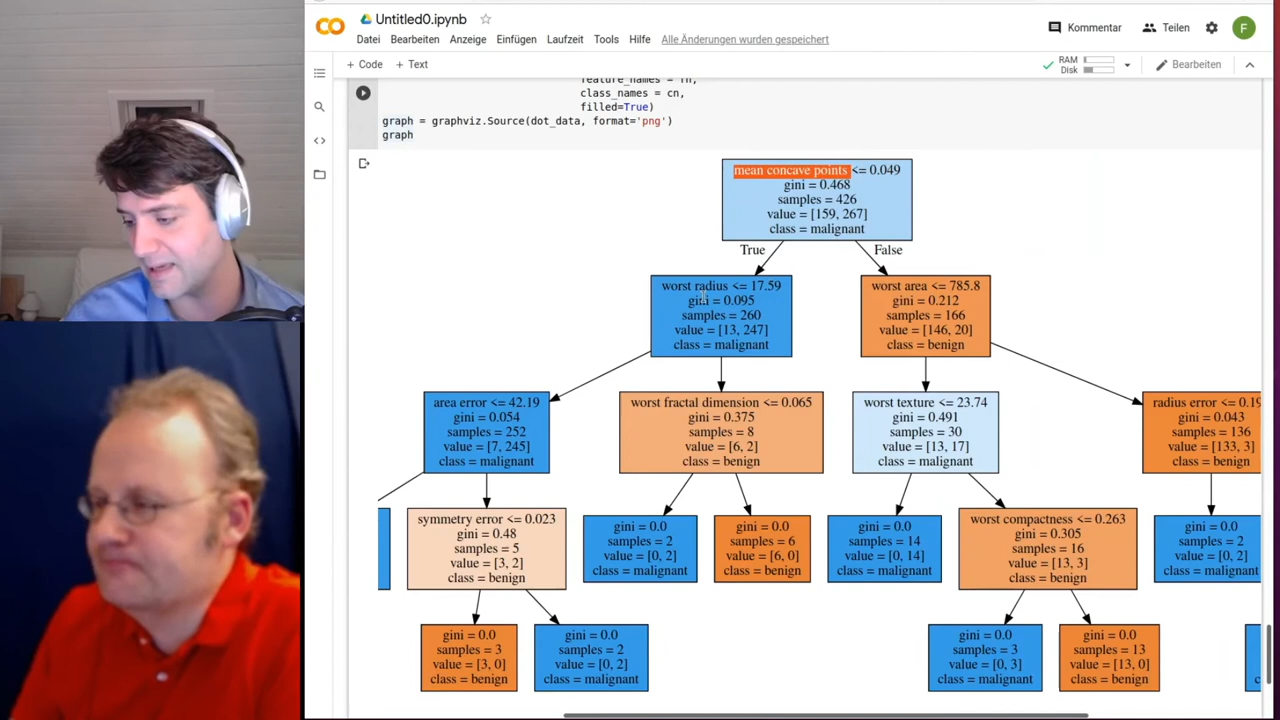 Untitled0.ipynb
Datei Bearbeiten Anzeige Einfügen Laufzeit Tools Hilfe Alle Änderungen wurden gespeichert
Kommentar Teilen F
+ Code + Text
RAM
Disk
Bearbeiten
feature_names = fn,
class_names = cn,
filled=True)
graph = graphviz.Source(dot_data, format='png')
graph
mean concave points <= 0.049
gini = 0.468
samples = 426
value = [159, 267]
class = malignant
True
False
worst radius <= 17.59
gini = 0.095
samples = 260
value = [13, 247]
class = malignant
worst area <= 785.8
gini = 0.212
samples = 166
value = [146, 20]
class = benign
area error <= 42.19
gini = 0.054
samples = 252
value = [7, 245]
class = malignant
worst fractal dimension <= 0.065
gini = 0.375
samples = 8
value = [6, 2]
class = benign
worst texture <= 23.74
gini = 0.491
samples = 30
value = [13, 17]
class = malignant
radius error <= 0.19
gini = 0.043
samples = 136
value = [133, 3]
class = benign
symmetry error <= 0.023
gini = 0.48
samples = 5
value = [3, 2]
class = benign
gini = 0.0
samples = 2
value = [0, 2]
class = malignant
gini = 0.0
samples = 6
value = [6, 0]
class = benign
gini = 0.0
samples = 14
value = [0, 14]
class = malignant
worst compactness <= 0.263
gini = 0.305
samples = 16
value = [13, 3]
class = benign
gini = 0.0
samples = 2
value = [0, 2]
class = malignant
gini = 0.0
samples = 3
value = [3, 0]
class = benign
gini = 0.0
samples = 2
value = [0, 2]
class = malignant
gini = 0.0
samples = 3
value = [0, 3]
class = malignant
gini = 0.0
samples = 13
value = [13, 0]
class = benign